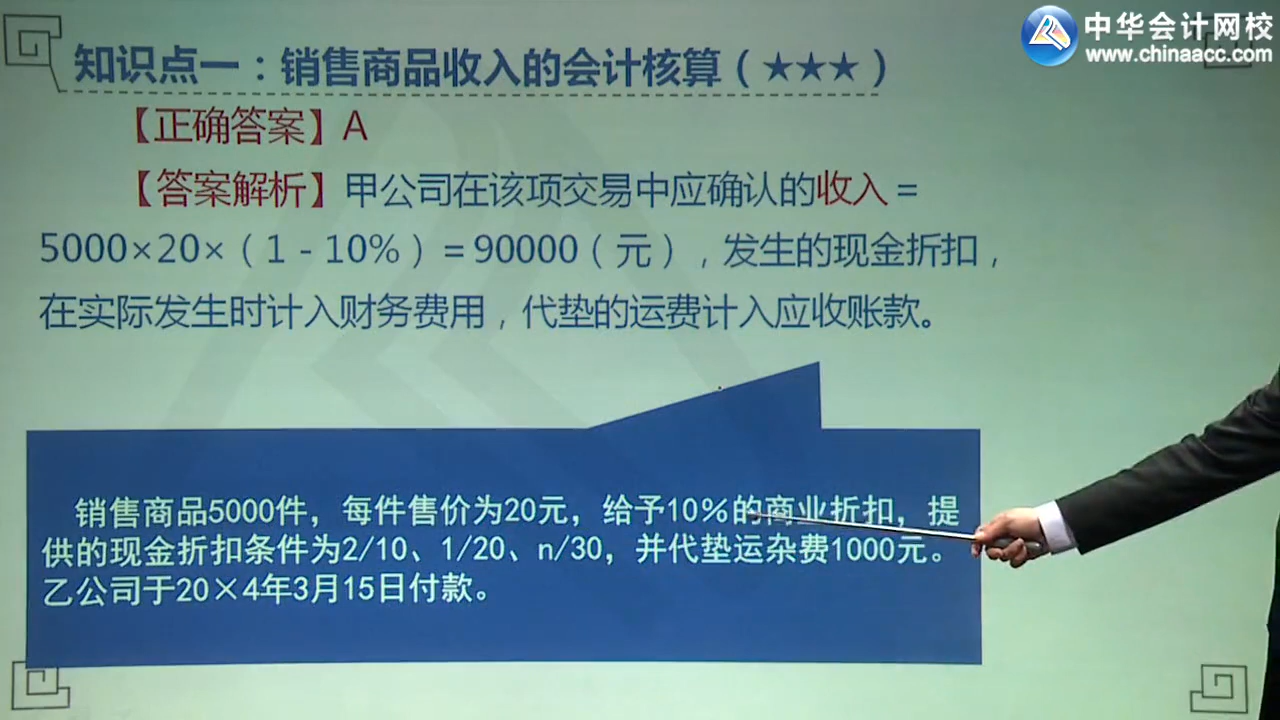 中华会计网校
www.chinaacc.com
知识点一：销售商品收入的会计核算（★★★）
【正确答案】A
【答案解析】甲公司在该项交易中应确认的收入＝
5000×20×（1－10%）＝90000（元），发生的现金折扣，
在实际发生时计入财务费用，代垫的运费计入应收账款。
销售商品5000件，每件售价为20元，给予10%的商业折扣，提
供的现金折扣条件为2/10、1/20、n/30，并代垫运杂费1000元。
乙公司于20×4年3月15日付款。